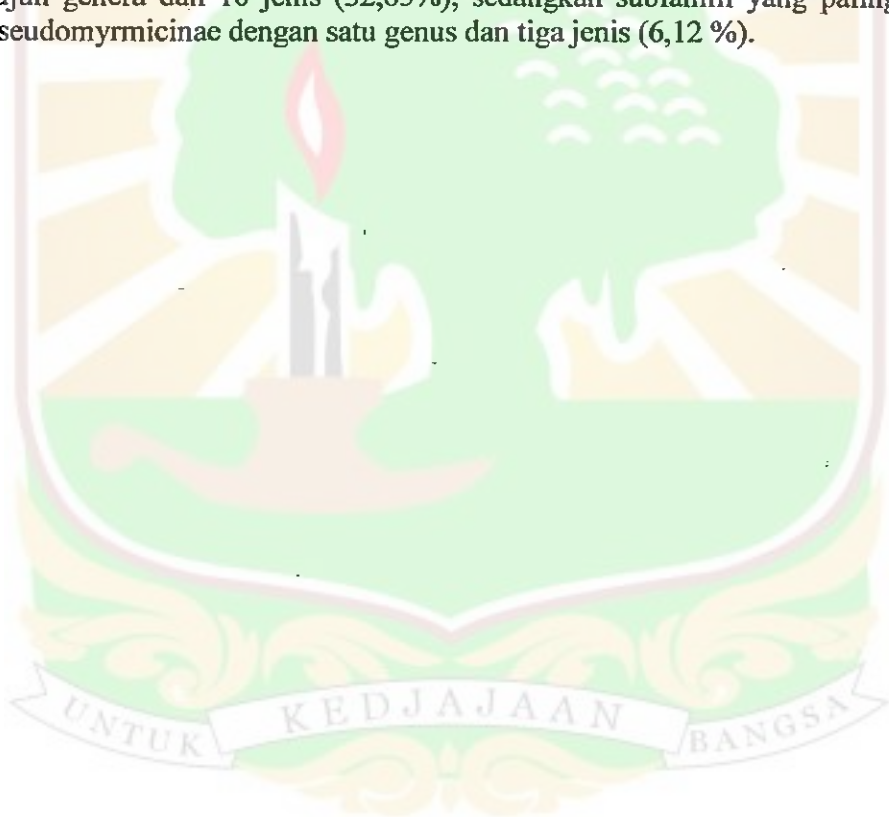 genera dan 16 jenis (32,65%), sedangkan subfamili yang paling
seudomyrmicinae dengan satu genus dan tiga jenis (6,12 %).
UNTUK KEDJAJAAN BANGSA